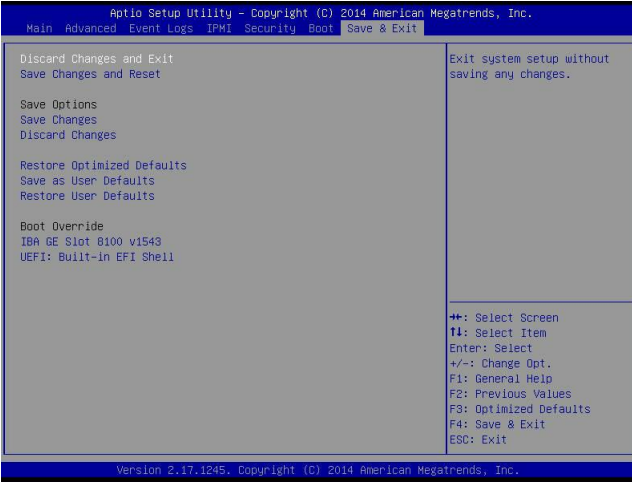 Aptio Setup Utility – Copyright (C) 2014 American Megatrends, Inc.
Main Advanced Event Logs IPMI Security Boot Save & Exit
Discard Changes and Exit
Save Changes and Reset
Save Options
Save Changes
Discard Changes
Restore Optimized Defaults
Save as User Defaults
Restore User Defaults
Boot Override
IBA GE Slot 8100 v1543
UEFI: Built-in EFI Shell
Exit system setup without
saving any changes.
→←: Select Screen
↑↓: Select Item
Enter: Select
+/-: Change Opt.
F1: General Help
F2: Previous Values
F3: Optimized Defaults
F4: Save & Exit
ESC: Exit
Version 2.17.1245. Copyright (C) 2014 American Megatrends, Inc.